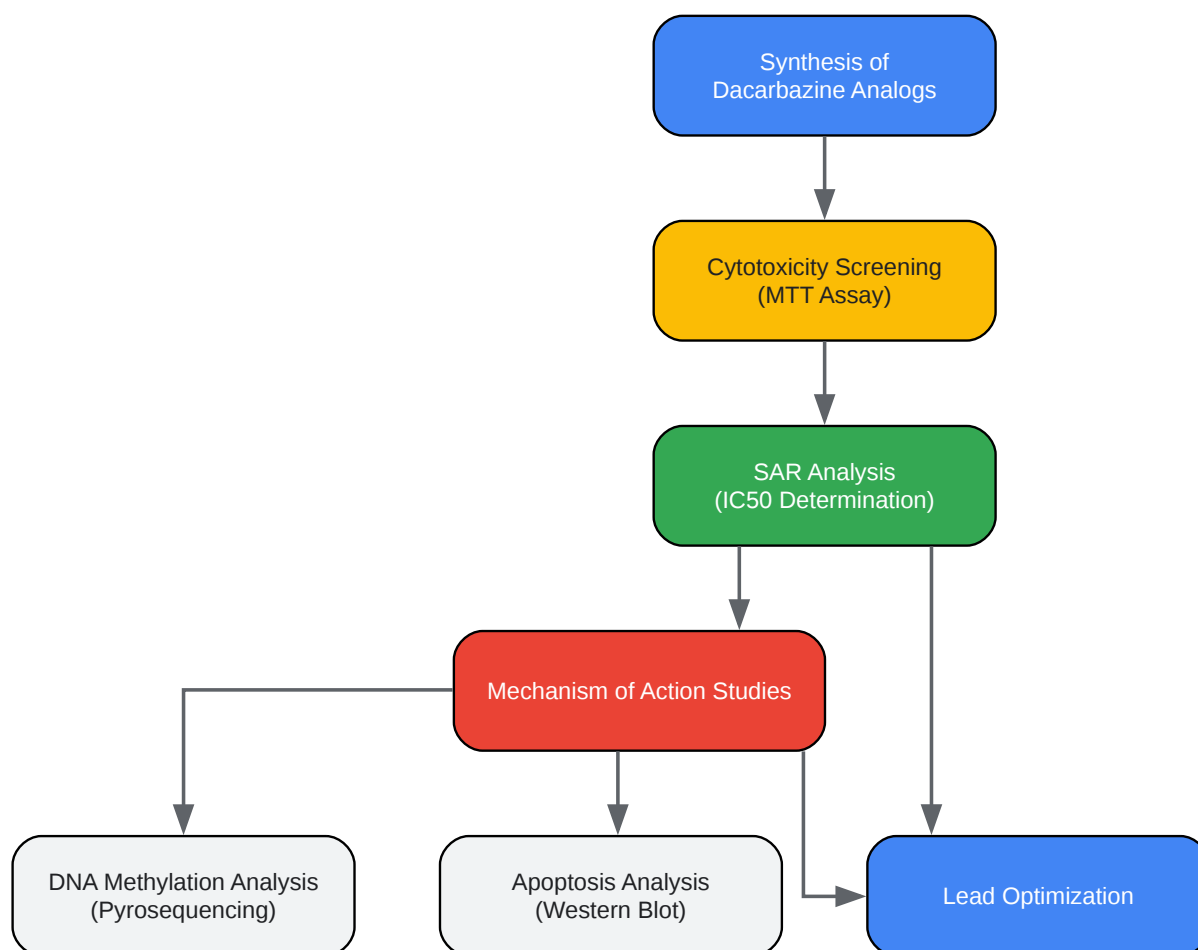 Synthesis of
Dacarbazine Analogs
Cytotoxicity Screening
(MTT Assay)
SAR Analysis
(IC50 Determination)
Mechanism of Action Studies
DNA Methylation Analysis
(Pyrosequencing)
Apoptosis Analysis
(Western Blot)
Lead Optimization